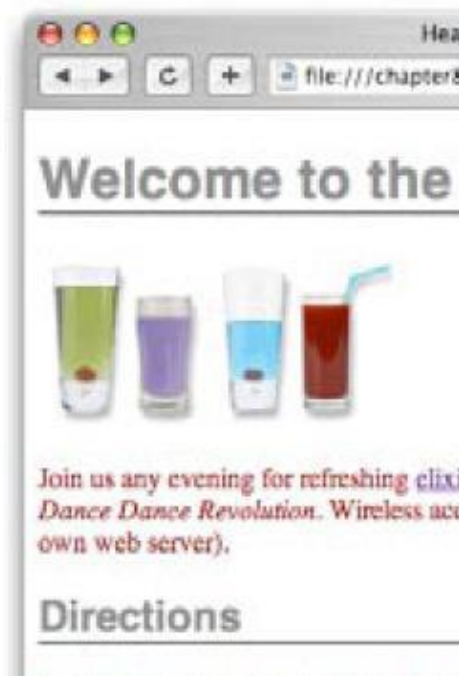 Hea
file:///chapter8
Welcome to the
Join us any evening for refreshing elixi
Dance Dance Revolution. Wireless acc
own web server).
Directions